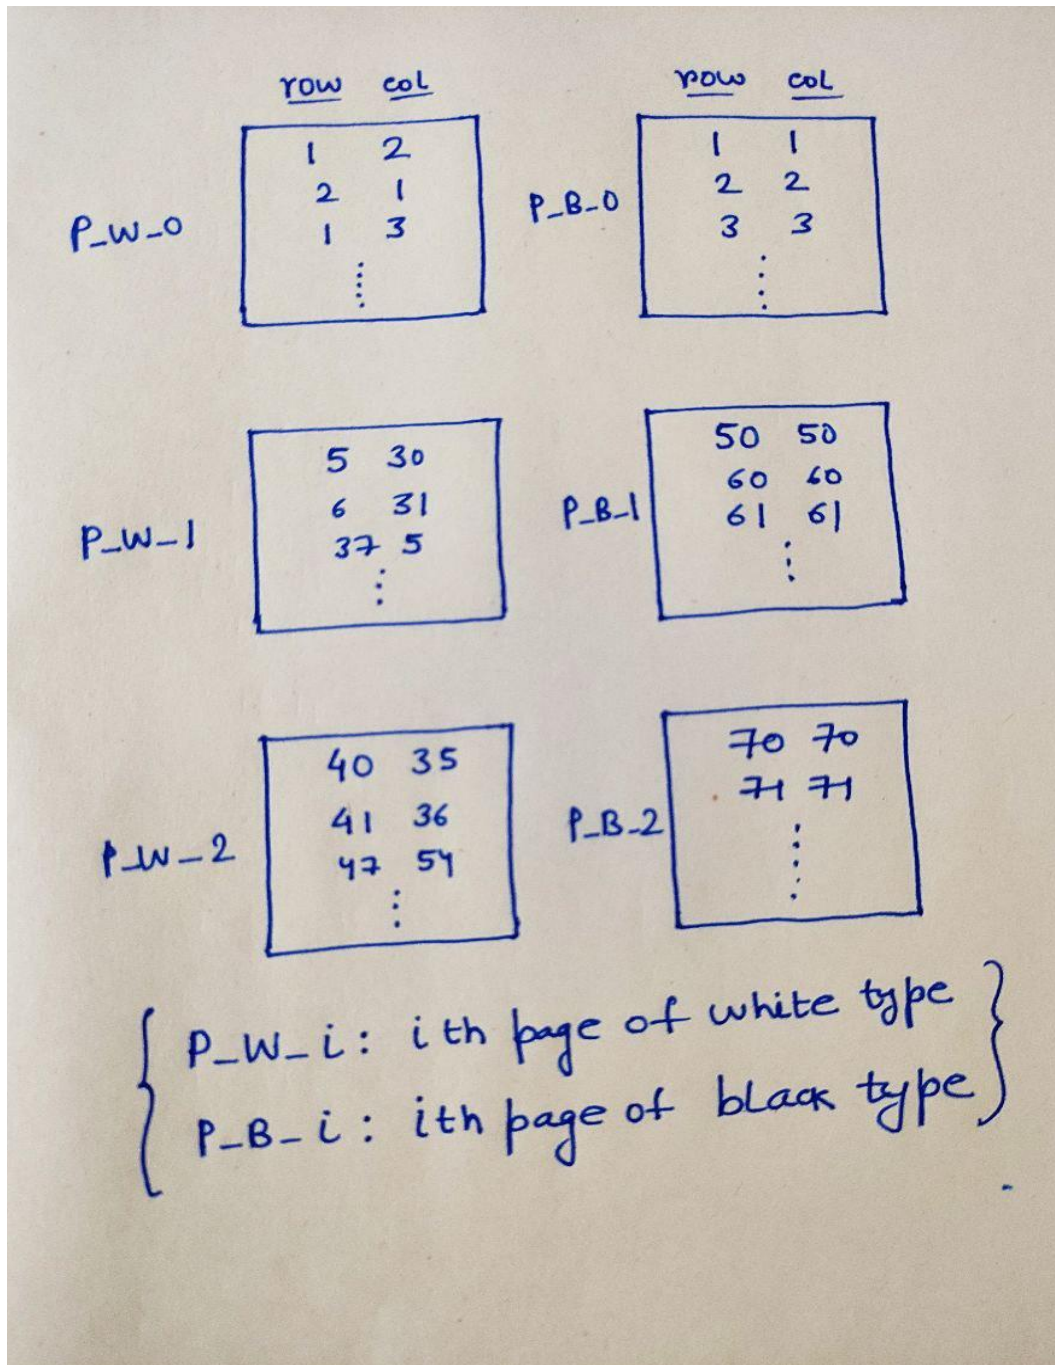 row col
1 2
2 1
1 3
P_W_0
row col
1 1
2 2
3 3
P_B_0
5 30
6 31
37 5
P_W_1
50 50
60 60
61 61
P_B_1
40 35
41 36
47 54
P_W_2
70 70
71 71
P_B_2
P_W_i : ith page of white type
P_B_i : ith page of black type